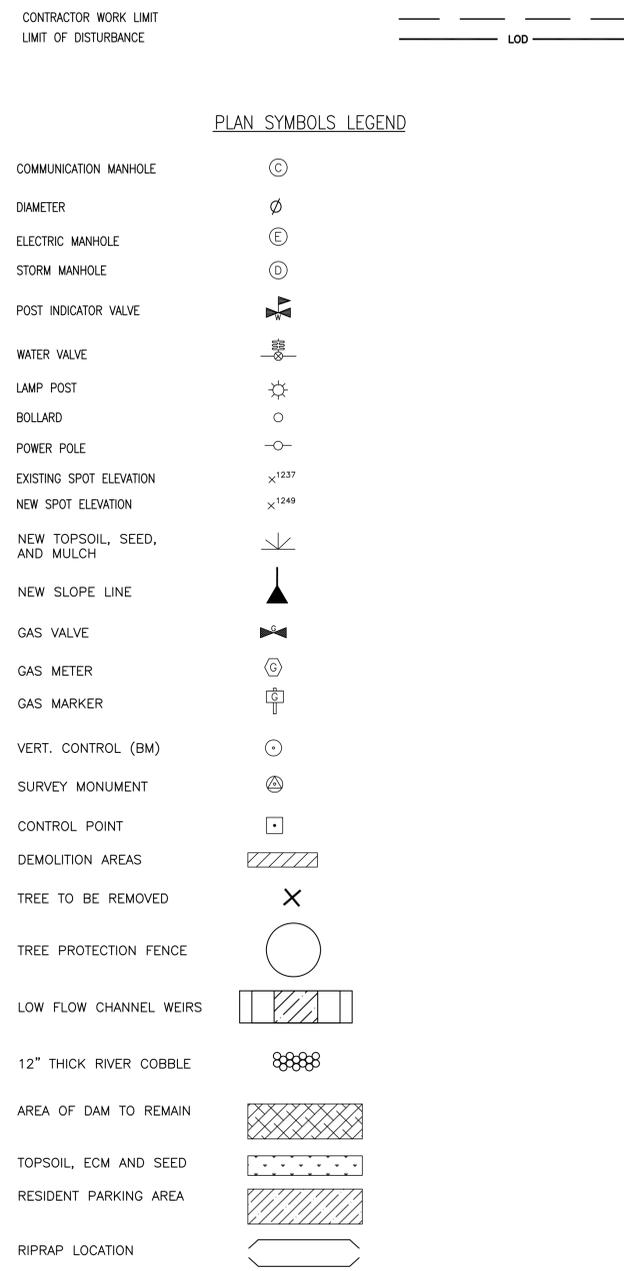 CONTRACTOR WORK LIMIT
LIMIT OF DISTURBANCE LOD
PLAN SYMBOLS LEGEND
COMMUNICATION MANHOLE C
DIAMETER Ø
ELECTRIC MANHOLE E
STORM MANHOLE D
POST INDICATOR VALVE W
WATER VALVE
LAMP POST
BOLLARD
POWER POLE
EXISTING SPOT ELEVATION ×1237
NEW SPOT ELEVATION ×1249
NEW TOPSOIL, SEED,
AND MULCH
NEW SLOPE LINE
GAS VALVE G
GAS METER G
GAS MARKER G
VERT. CONTROL (BM)
SURVEY MONUMENT
CONTROL POINT
DEMOLITION AREAS
TREE TO BE REMOVED
TREE PROTECTION FENCE
LOW FLOW CHANNEL WEIRS
12" THICK RIVER COBBLE
AREA OF DAM TO REMAIN
TOPSOIL, ECM AND SEED
RESIDENT PARKING AREA
RIPRAP LOCATION